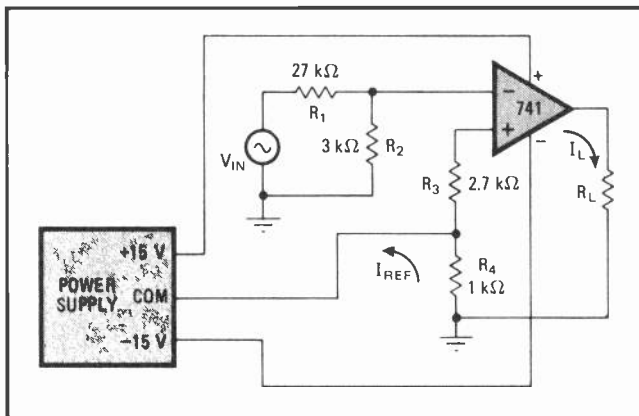 27 kΩ
R1
3 kΩ
R2
VIN
−
+
741
+
−
IL
RL
R3
2.7 kΩ
IREF
R4
1 kΩ
+15 V
POWER
SUPPLY
COM
−15 V